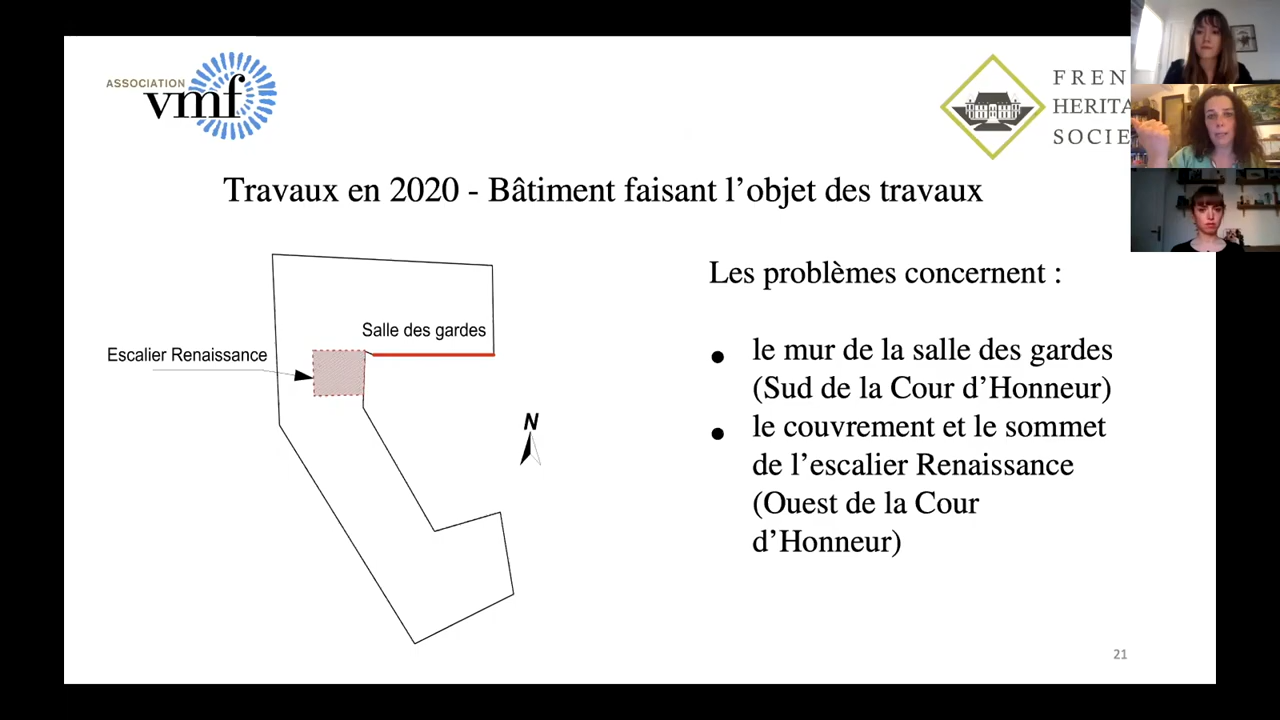 ASSOCIATION
vmf
FREN
HERITA
SOCIE
Travaux en 2020 - Bâtiment faisant l’objet des travaux
Salle des gardes
Escalier Renaissance
N
Les problèmes concernent :
• le mur de la salle des gardes
(Sud de la Cour d’Honneur)
• le couvrement et le sommet
de l’escalier Renaissance
(Ouest de la Cour
d’Honneur)
21